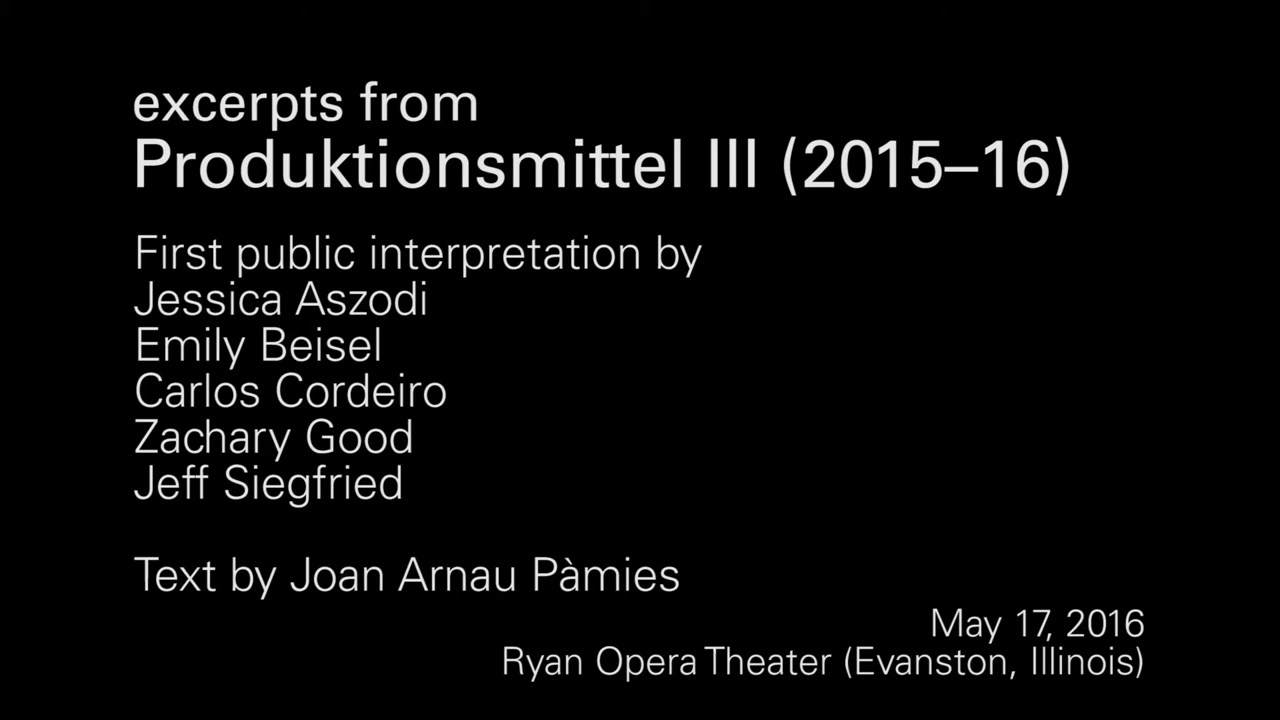 excerpts from
Produktionsmittel III (2015–16)
First public interpretation by
Jessica Aszodi
Emily Beisel
Carlos Cordeiro
Zachary Good
Jeff Siegfried
Text by Joan Arnau Pàmies
May 17, 2016
Ryan Opera Theater (Evanston, Illinois)